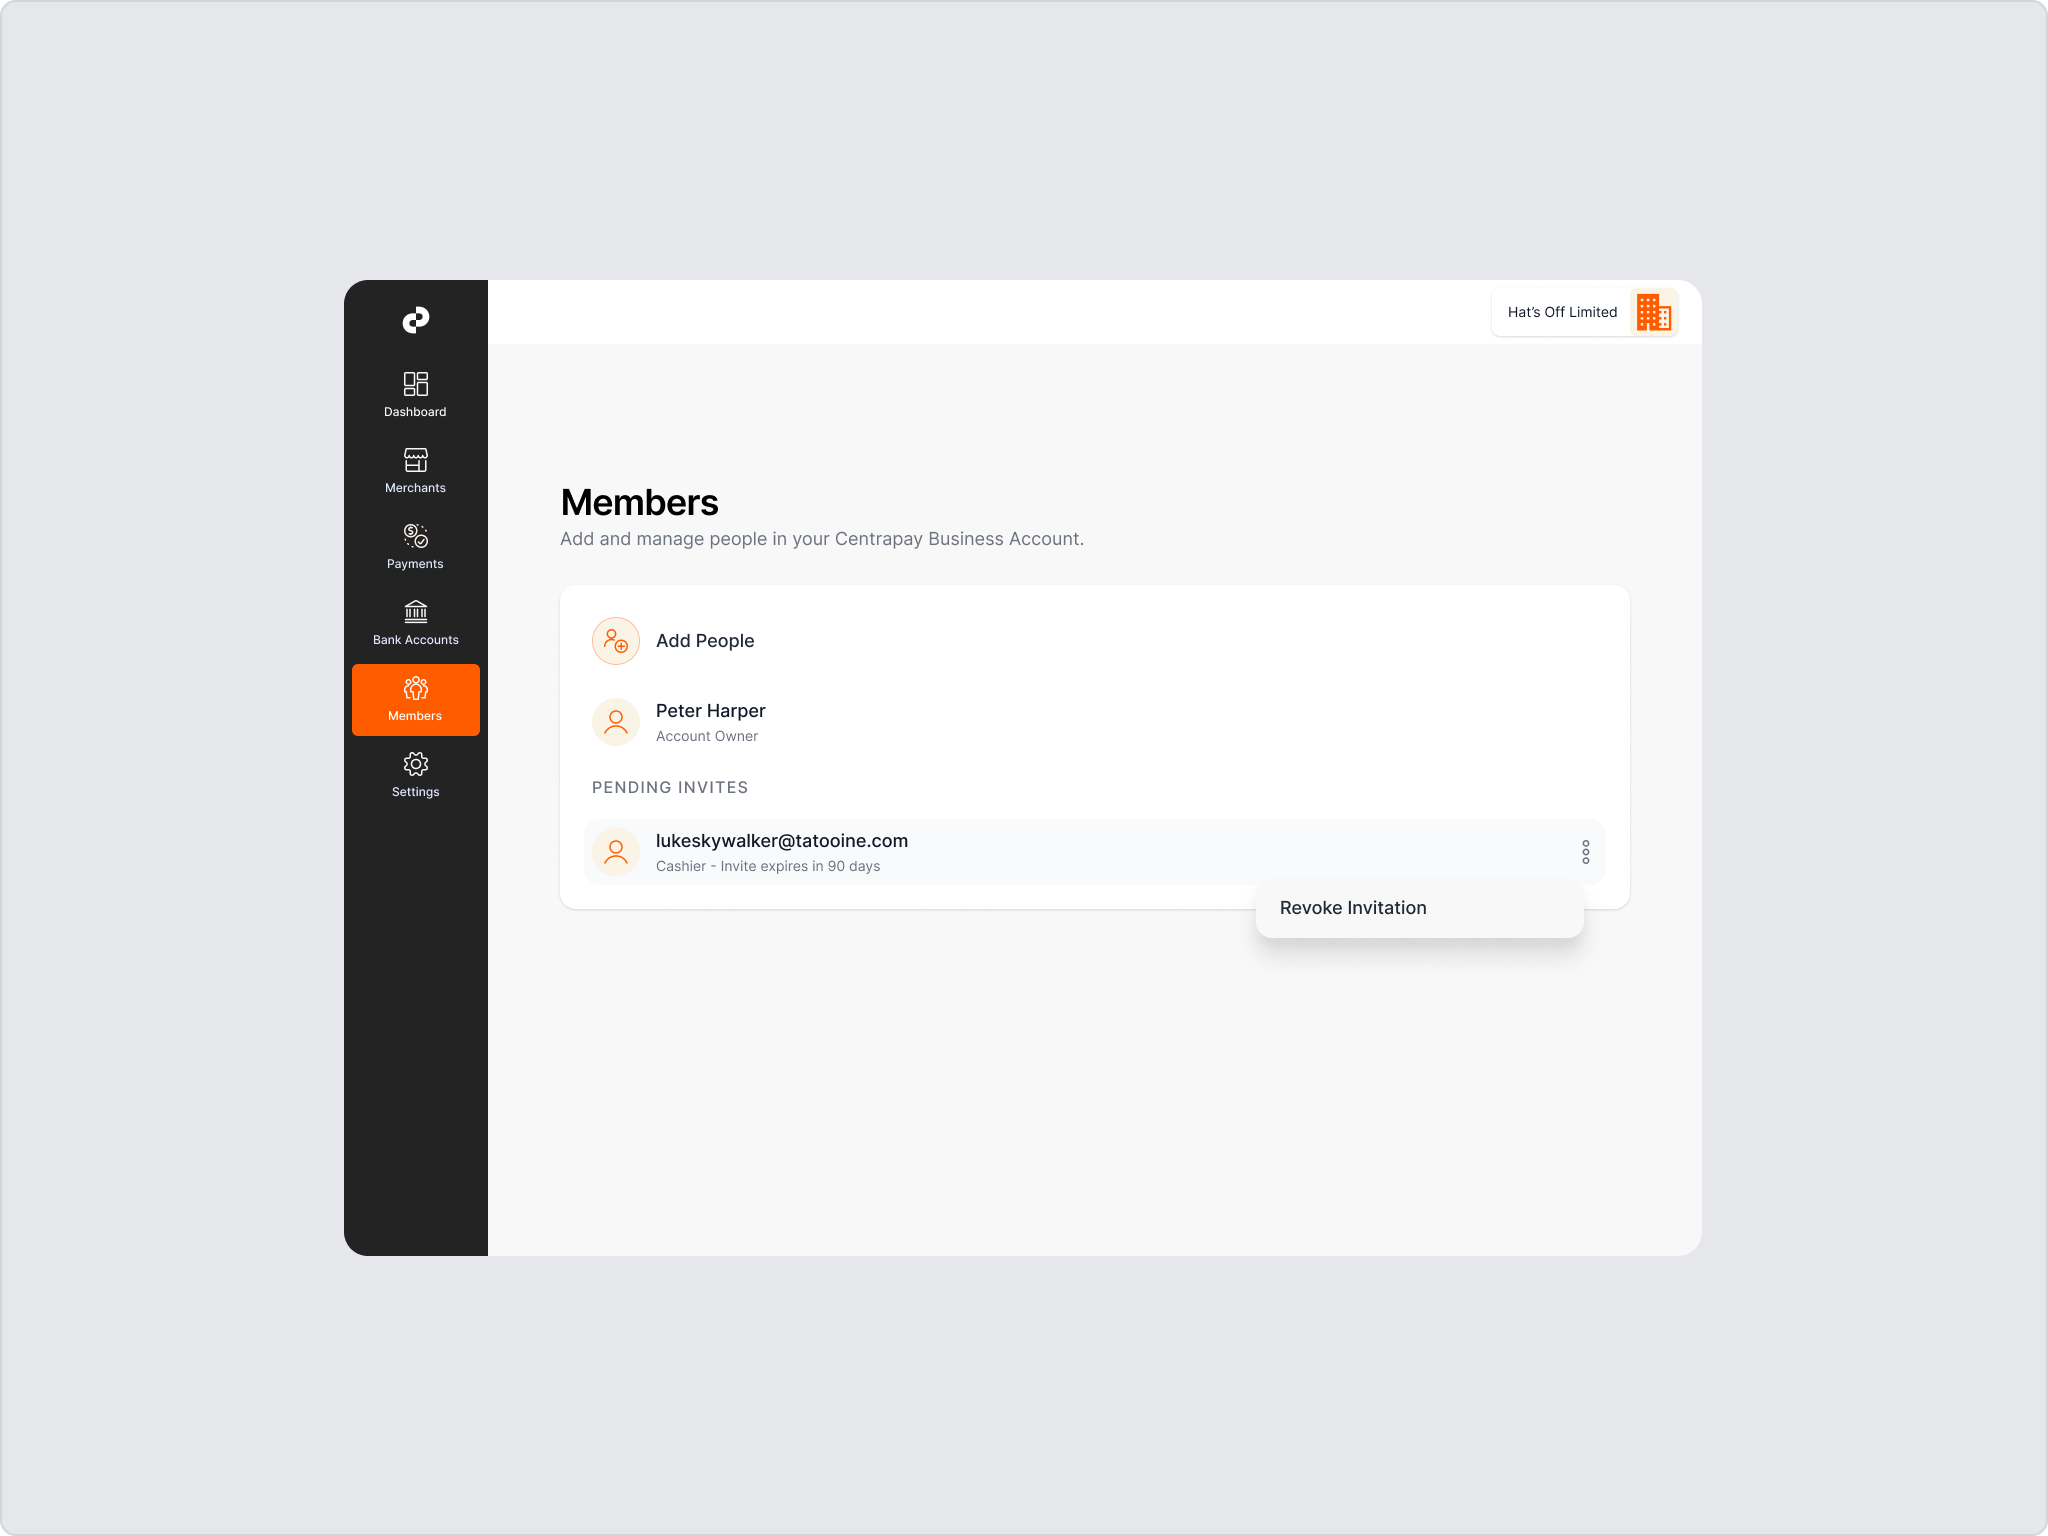 Hat’s Off Limited
Dashboard
Merchants
Payments
Bank Accounts
Members
Settings
Members
Add and manage people in your Centrapay Business Account.
Add People
Peter Harper
Account Owner
PENDING INVITES
lukeskywalker@tatooine.com
Cashier - Invite expires in 90 days
Revoke Invitation